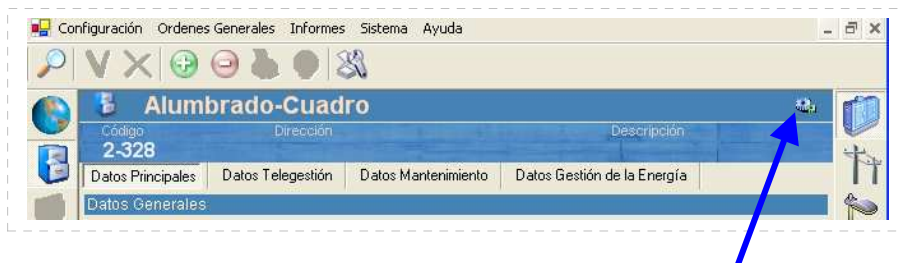 Configuración Ordenes Generales Informes Sistema Ayuda
Alumbrado-Cuadro
Código Dirección Descripción
2-328
Datos Principales Datos Telegestión Datos Mantenimiento Datos Gestión de la Energía
Datos Generales